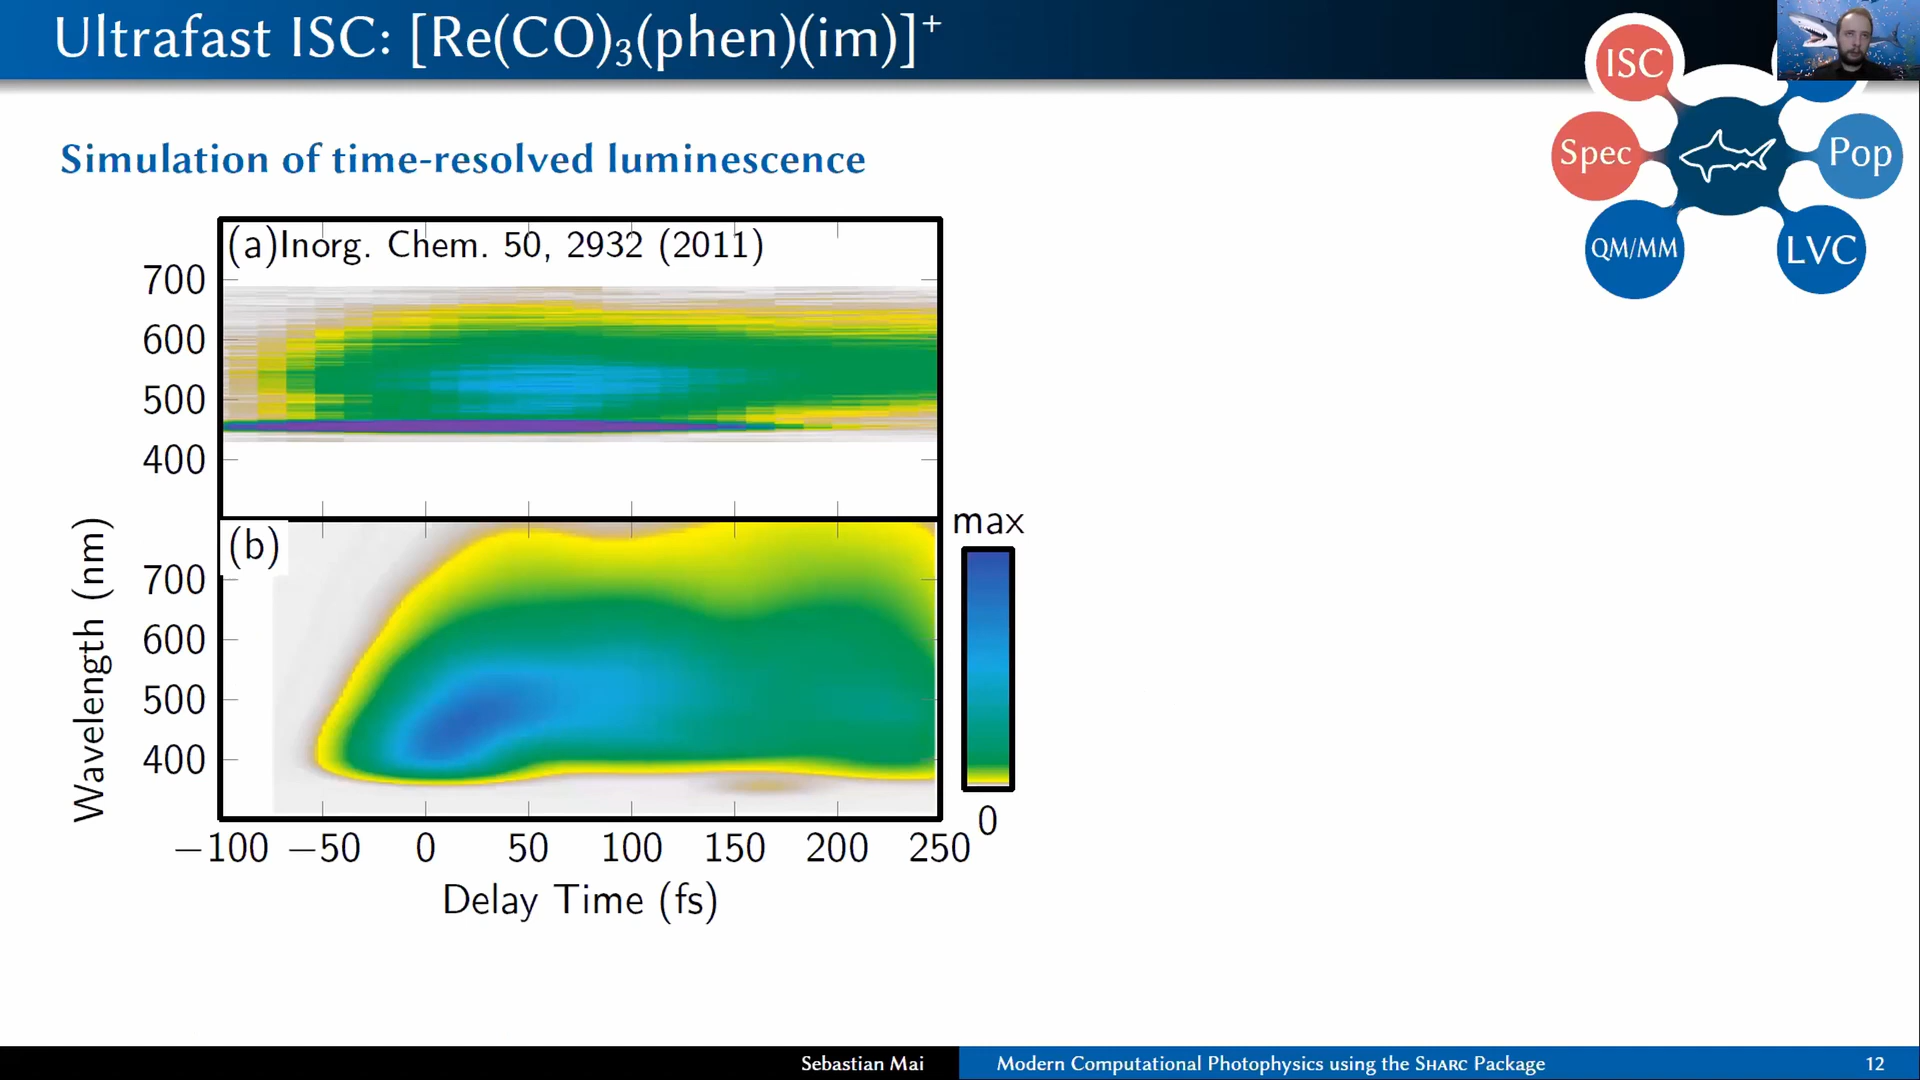 Ultrafast ISC: [Re(CO)₃(phen)(im)]⁺
ISC
Spec
Pop
QM/MM
LVC
Simulation of time-resolved luminescence
(a)Inorg. Chem. 50, 2932 (2011)
700
600
500
400
(b)
700
600
500
400
Wavelength (nm)
max
0
−100 −50 0 50 100 150 200 250
Delay Time (fs)
Sebastian Mai
Modern Computational Photophysics using the SHARC Package
12